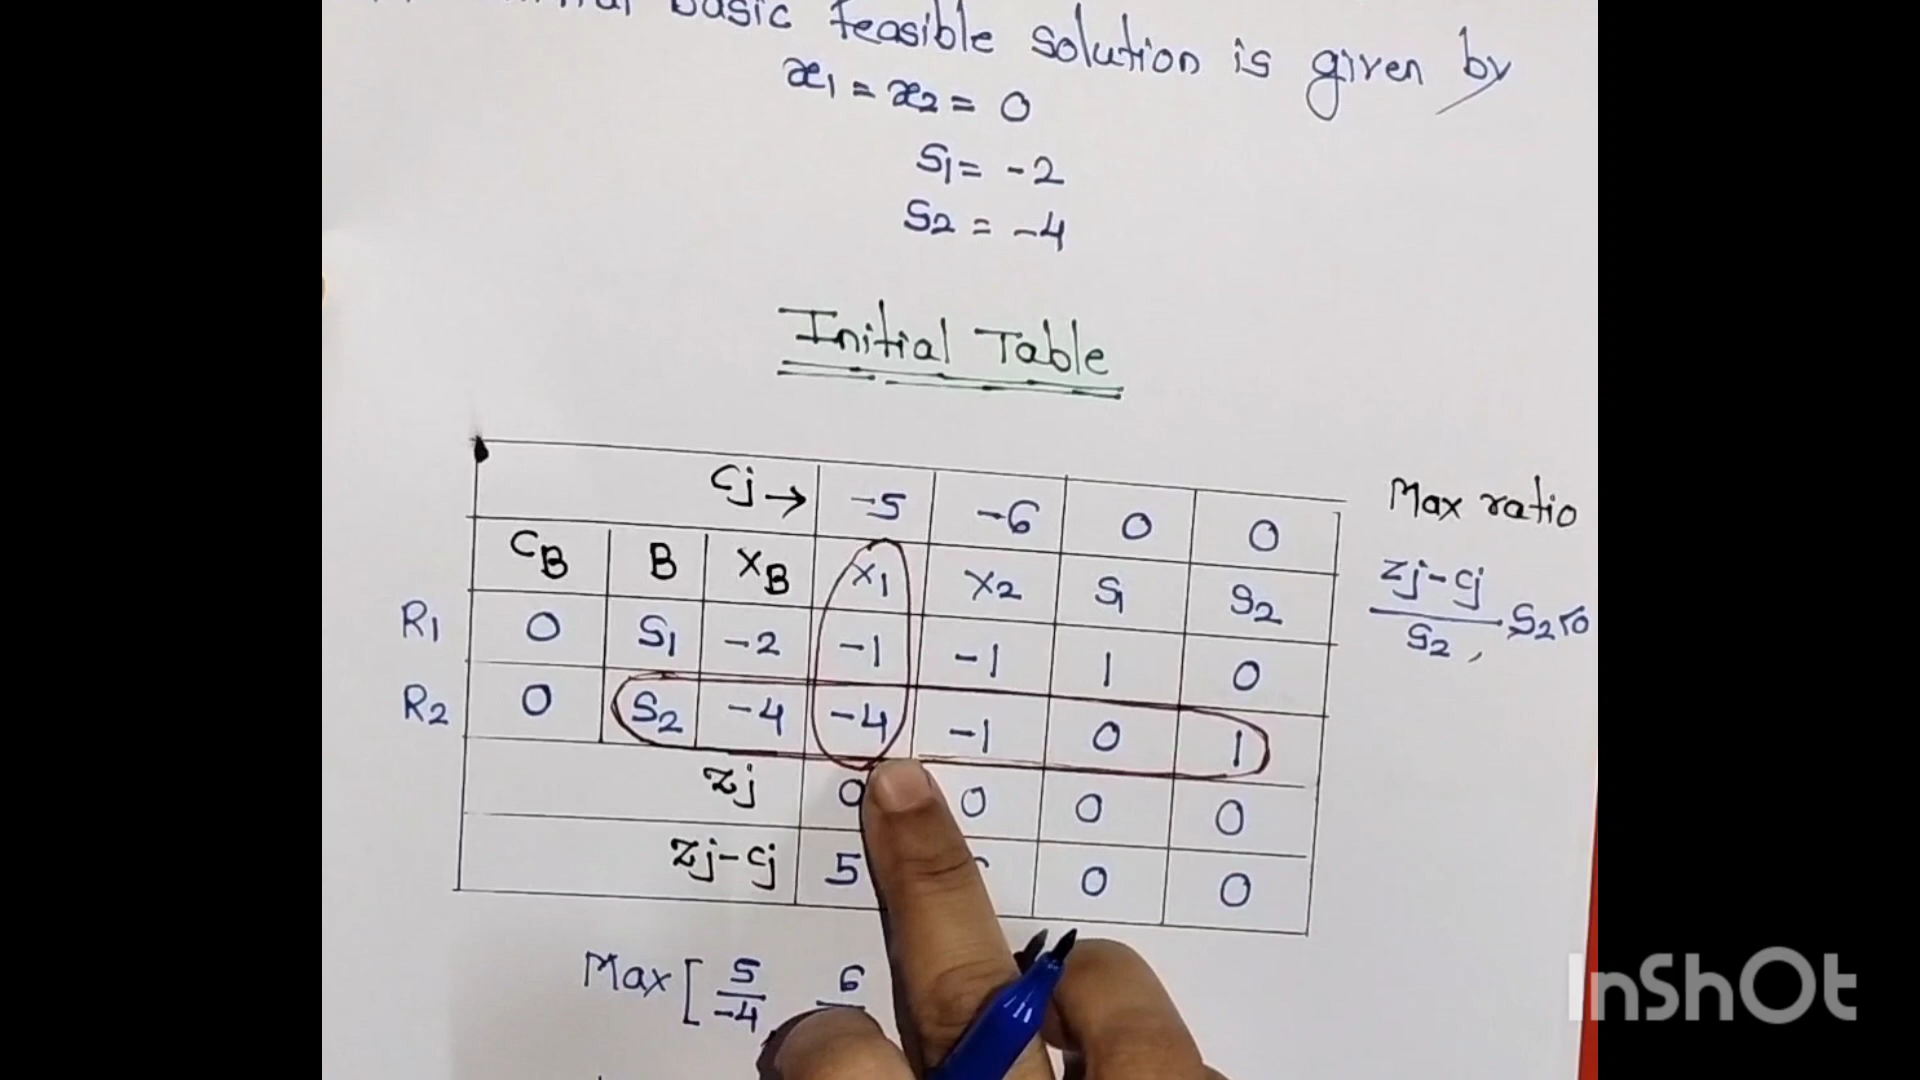 basic feasible solution is given by
x1 = x2 = 0
S1 = -2
S2 = -4
Initial Table
Cj → -5 -6 0 0
CB B XB X1 X2 S1 S2
R1 0 S1 -2 -1 -1 1 0
R2 0 S2 -4 -4 -1 0 1
Zj 0 0 0 0
Zj-Cj 5 0 0
Max ratio
Zj-Cj
S2, S2<0
Max [ 5/-4, 6
InShOt